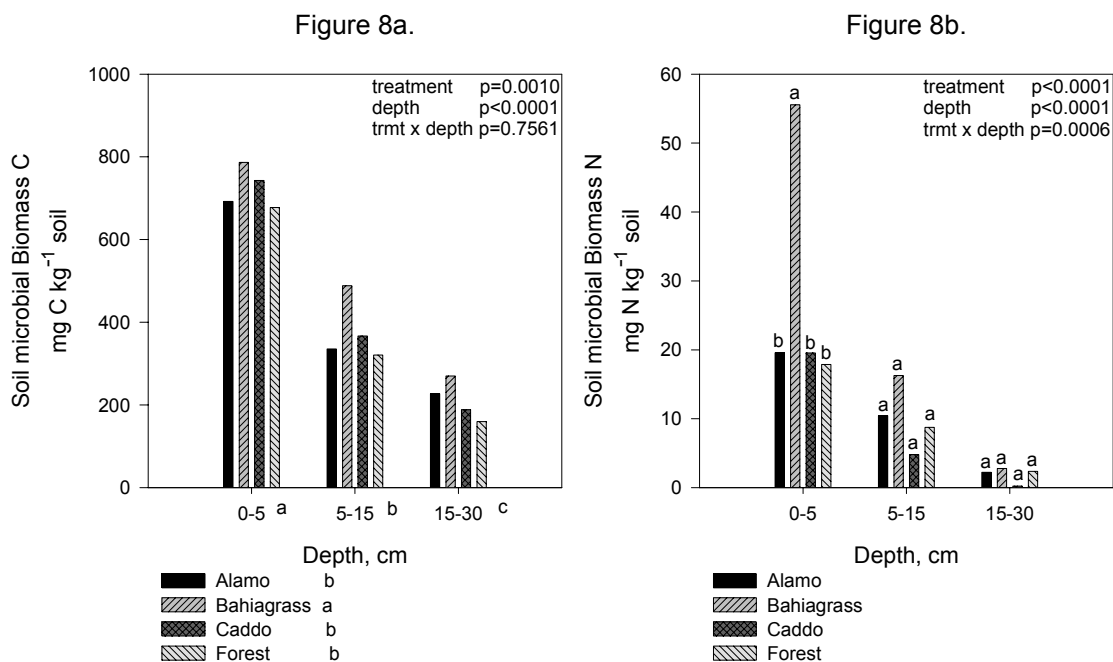 Figure 8a.
1000
800
600
400
200
0
Soil microbial Biomass C
mg C kg⁻¹ soil
treatment p=0.0010
depth p<0.0001
trmt x depth p=0.7561
0-5 a
5-15 b
15-30 c
Depth, cm
Alamo b
Bahiagrass a
Caddo b
Forest b
Figure 8b.
60
50
40
30
20
10
0
Soil microbial Biomass N
mg N kg⁻¹ soil
treatment p<0.0001
depth p<0.0001
trmt x depth p=0.0006
b a b b
a a a a
a a a a
0-5
5-15
15-30
Depth, cm
Alamo
Bahiagrass
Caddo
Forest